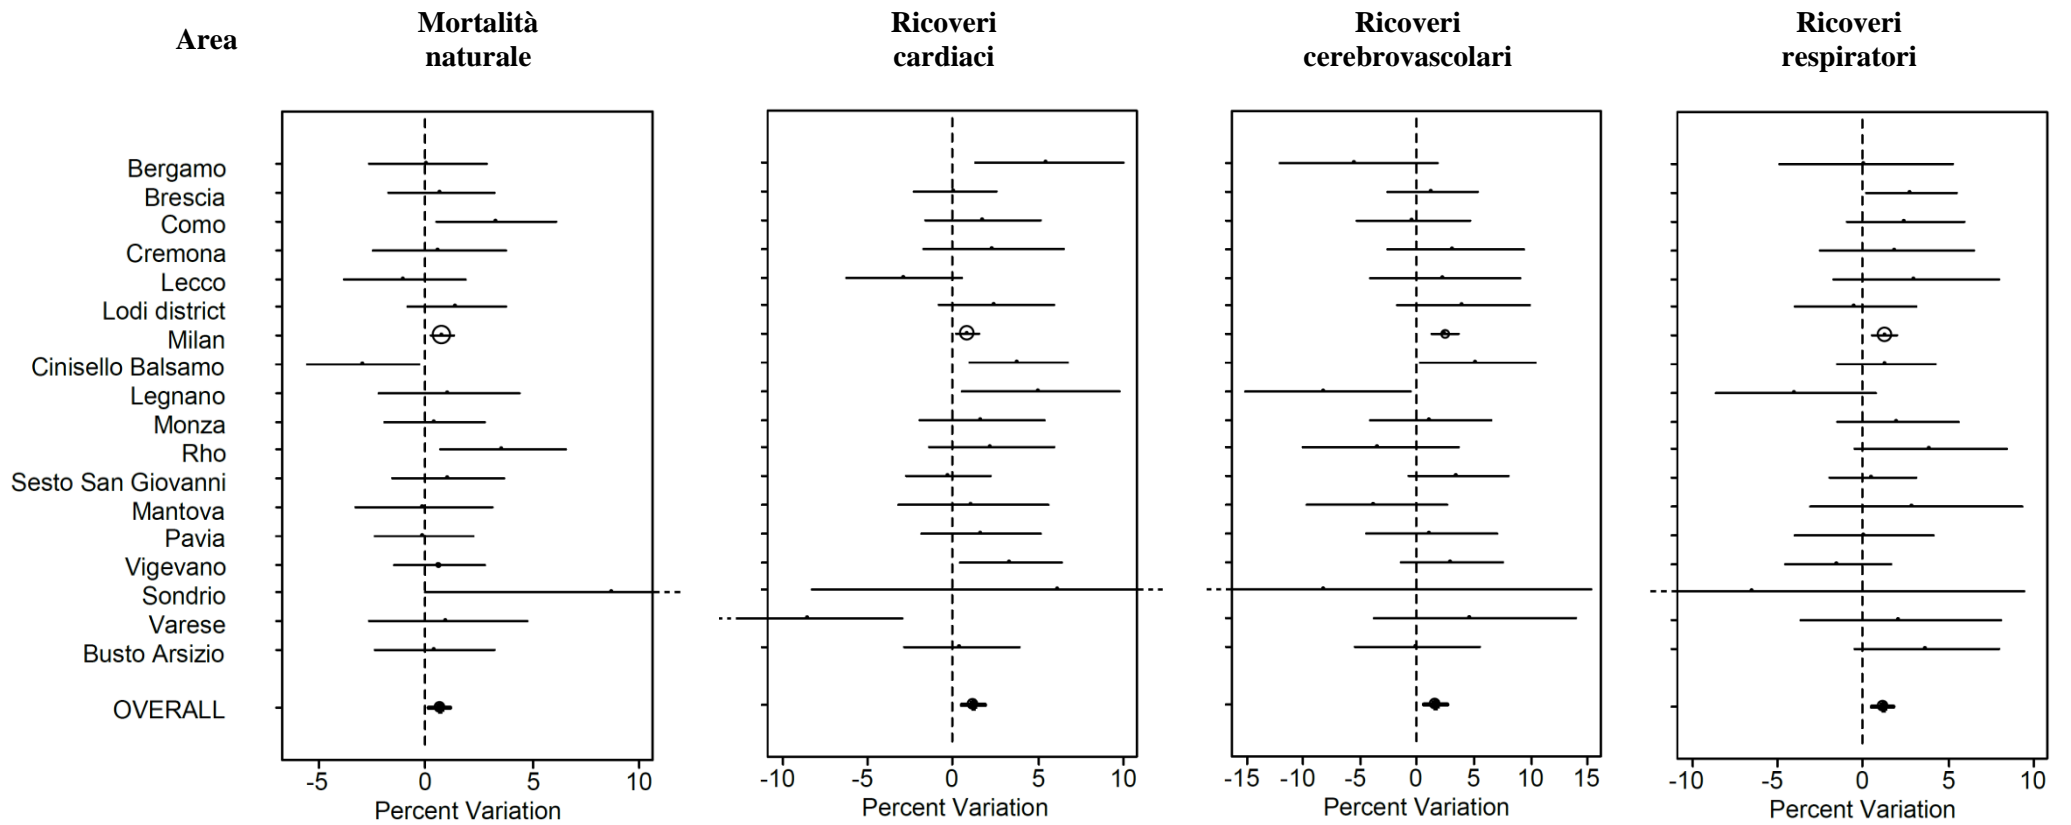 Area
Mortalità
naturale
Ricoveri
cardiaci
Ricoveri
cerebrovascolari
Ricoveri
respiratori
Bergamo
Brescia
Como
Cremona
Lecco
Lodi district
Milan
Cinisello Balsamo
Legnano
Monza
Rho
Sesto San Giovanni
Mantova
Pavia
Vigevano
Sondrio
Varese
Busto Arsizio
OVERALL
-5 0 5 10
Percent Variation
-10 -5 0 5 10
Percent Variation
-15 -10 -5 0 5 10 15
Percent Variation
-10 -5 0 5 10
Percent Variation